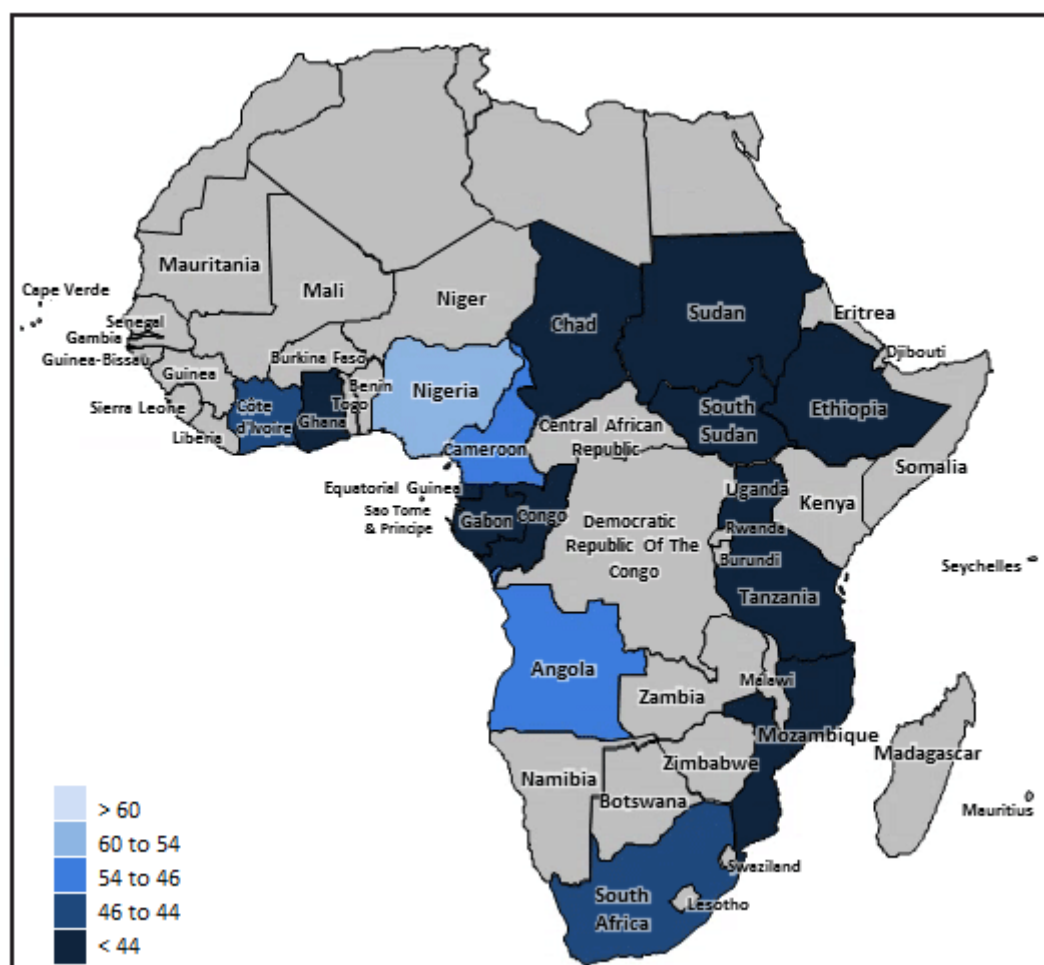 Mauritania
Mali
Niger
Chad
Sudan
Eritrea
Cape Verde
Senegal
Gambia
Guinea-Bissau
Guinea
Burkina Faso
Benin
Togo
Nigeria
Djibouti
Sierra Leone
Liberia
Côte
d'Ivoire
Ghana
Cameroon
Central African
Republic
South
Sudan
Ethiopia
Somalia
Equatorial Guinea
Sao Tome
& Principe
Gabon
Congo
Democratic
Republic Of The
Congo
Uganda
Kenya
Rwanda
Burundi
Tanzania
Seychelles
Angola
Zambia
Malawi
Mozambique
Zimbabwe
Madagascar
Mauritius
Namibia
Botswana
Swaziland
South
Africa
Lesotho
> 60
60 to 54
54 to 46
46 to 44
< 44